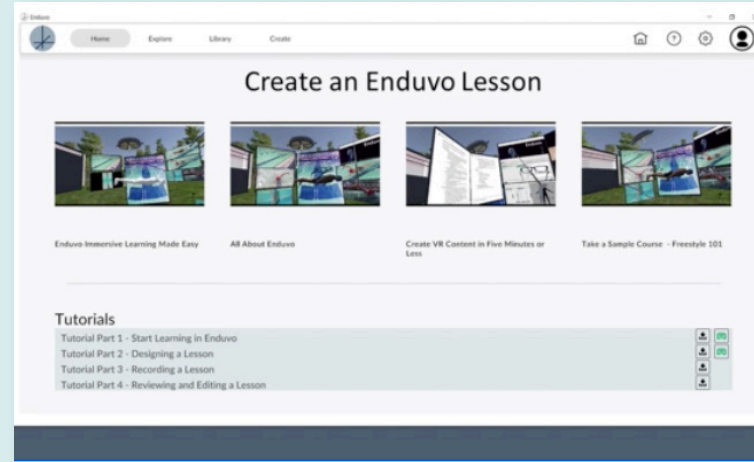 Enduvo
Home Explore Library Create
Create an Enduvo Lesson
Enduvo Immersive Learning Made Easy
All About Enduvo
Create VR Content in Five Minutes or
Less
Take a Sample Course - Freestyle 101
Tutorials
Tutorial Part 1 - Start Learning in Enduvo
Tutorial Part 2 - Designing a Lesson
Tutorial Part 3 - Recording a Lesson
Tutorial Part 4 - Reviewing and Editing a Lesson